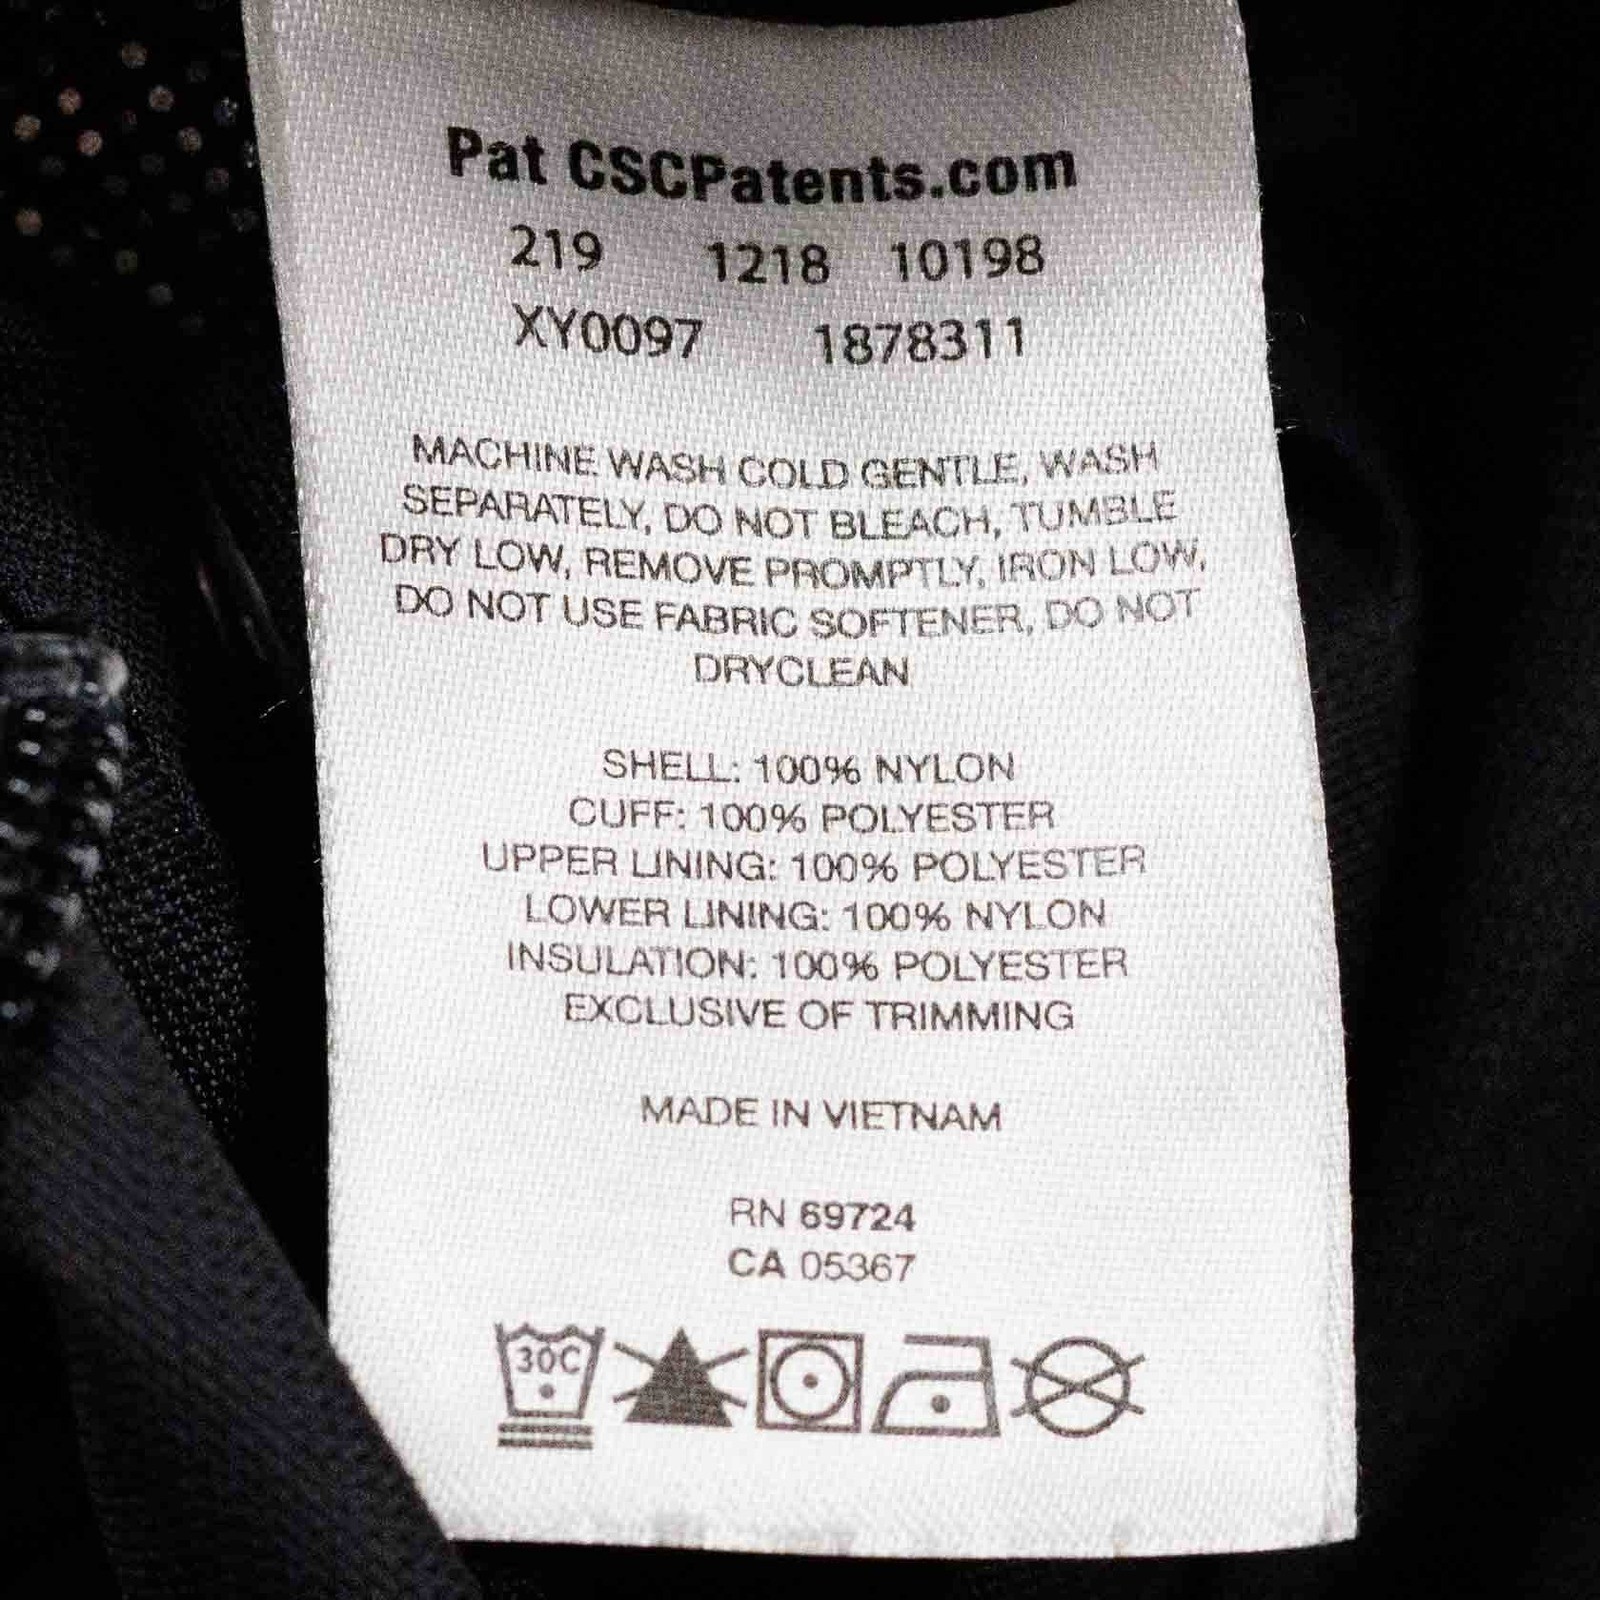 Pat CSCPatents.com
219 1218 10198
XY0097 1878311
MACHINE WASH COLD GENTLE, WASH
SEPARATELY, DO NOT BLEACH, TUMBLE
DRY LOW, REMOVE PROMPTLY, IRON LOW,
DO NOT USE FABRIC SOFTENER, DO NOT
DRYCLEAN
SHELL: 100% NYLON
CUFF: 100% POLYESTER
UPPER LINING: 100% POLYESTER
LOWER LINING: 100% NYLON
INSULATION: 100% POLYESTER
EXCLUSIVE OF TRIMMING
MADE IN VIETNAM
RN 69724
CA 05367
30C